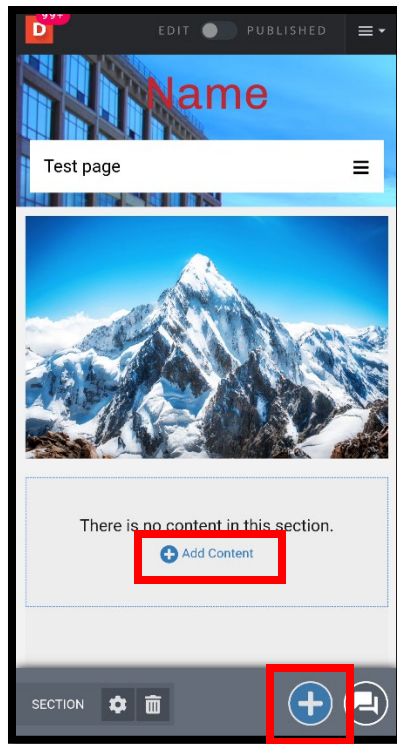 99+
D
EDIT PUBLISHED
Name
Test page
There is no content in this section.
Add Content
SECTION